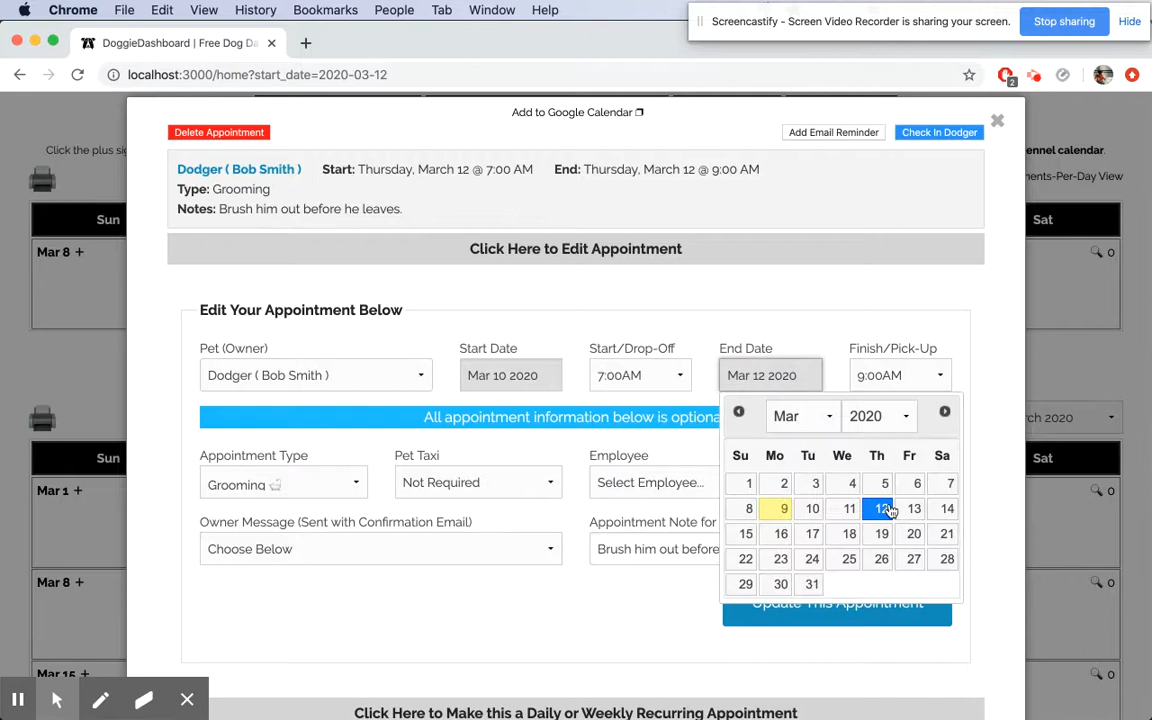 Chrome File Edit View History Bookmarks People Tab Window Help
Screencastify - Screen Video Recorder is sharing your screen. Stop sharing Hide
DoggieDashboard | Free Dog Da
localhost:3000/home?start_date=2020-03-12
2
Add to Google Calendar
Delete Appointment Add Email Reminder Check In Dodger
Click the plus si
nnel calendar.
Dodger ( Bob Smith ) Start: Thursday, March 12 @ 7:00 AM End: Thursday, March 12 @ 9:00 AM
ments-Per-Day View
Type: Grooming
Notes: Brush him out before he leaves.
Sun Sat
Click Here to Edit Appointment
Mar 8 + 0
Edit Your Appointment Below
Pet (Owner) Start Date Start/Drop-Off End Date Finish/Pick-Up
Dodger ( Bob Smith ) Mar 10 2020 7:00AM Mar 12 2020 9:00AM
All appointment information below is optiona
Mar 2020
rch 2020
Appointment Type Pet Taxi Employee
Su Mo Tu We Th Fr Sa
Sun Sat
Grooming Not Required Select Employee...
1 2 3 4 5 6 7
Mar 1 + 0
8 9 10 11 12 13 14
Owner Message (Sent with Confirmation Email) Appointment Note for
15 16 17 18 19 20 21
Choose Below Brush him out before
22 23 24 25 26 27 28
Mar 8 + 0
29 30 31
Update This Appointment
Mar 15 + 0
Click Here to Make this a Daily or Weekly Recurring Appointment